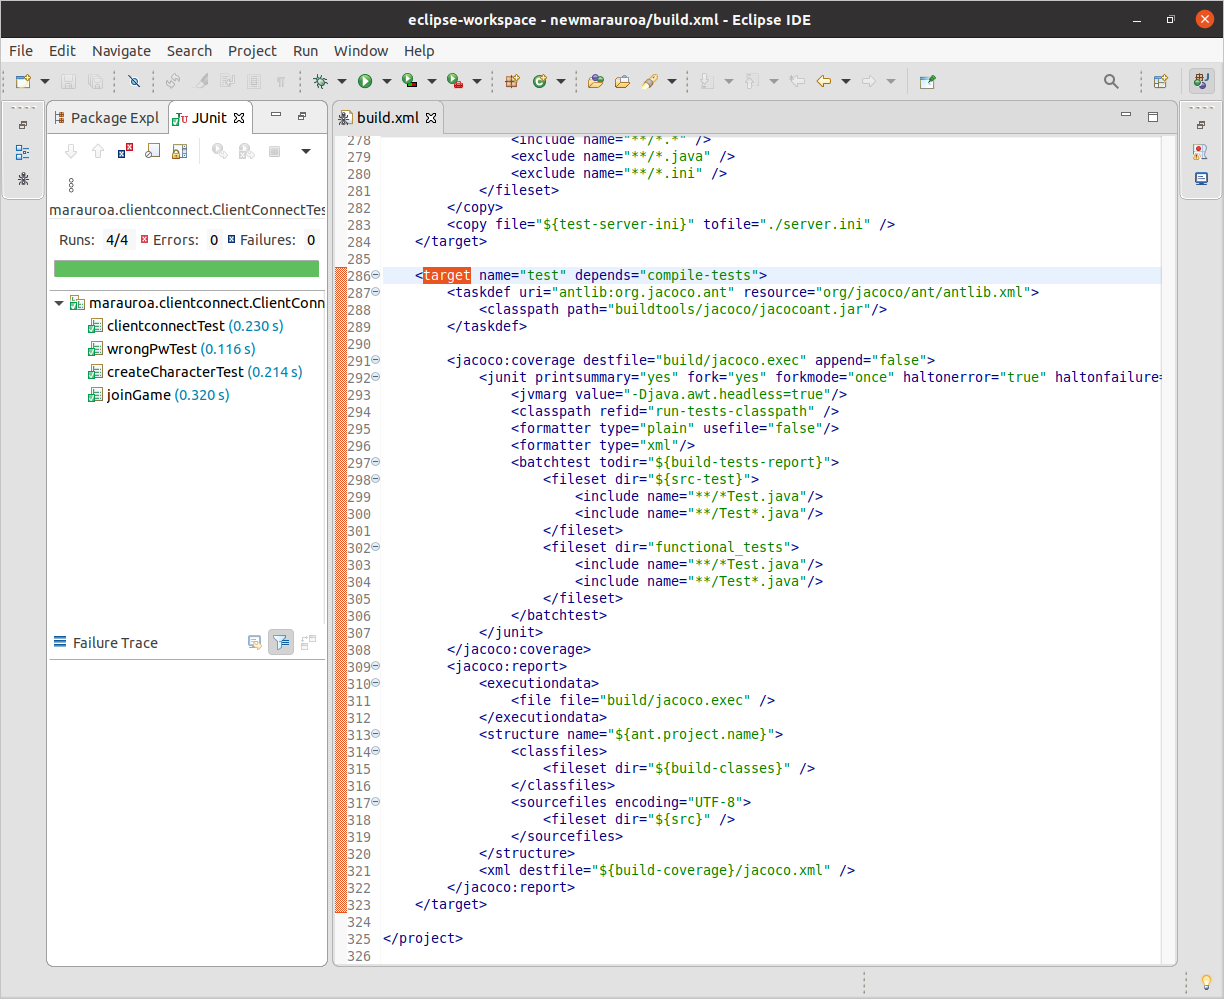 eclipse-workspace - newmarauroa/build.xml - Eclipse IDE
File Edit Navigate Search Project Run Window Help
Package Expl
JUnit
build.xml
marauroa.clientconnect.ClientConnectTes
Runs: 4/4 Errors: 0 Failures: 0
marauroa.clientconnect.ClientConn
clientconnectTest (0.230 s)
wrongPwTest (0.116 s)
createCharacterTest (0.214 s)
joinGame (0.320 s)
Failure Trace
278 <include name="**/*.*" />
279 <exclude name="**/*.java" />
280 <exclude name="**/*.ini" />
281 </fileset>
282 </copy>
283 <copy file="${test-server-ini}" tofile="./server.ini" />
284 </target>
285
286 <target name="test" depends="compile-tests">
287 <taskdef uri="antlib:org.jacoco.ant" resource="org/jacoco/ant/antlib.xml">
288 <classpath path="buildtools/jacoco/jacocoant.jar"/>
289 </taskdef>
290
291 <jacoco:coverage destfile="build/jacoco.exec" append="false">
292 <junit printsummary="yes" fork="yes" forkmode="once" haltonerror="true" haltonfailure=
293 <jvmarg value="-Djava.awt.headless=true"/>
294 <classpath refid="run-tests-classpath" />
295 <formatter type="plain" usefile="false"/>
296 <formatter type="xml"/>
297 <batchtest todir="${build-tests-report}">
298 <fileset dir="${src-test}">
299 <include name="**/*Test.java"/>
300 <include name="**/Test*.java"/>
301 </fileset>
302 <fileset dir="functional_tests">
303 <include name="**/*Test.java"/>
304 <include name="**/Test*.java"/>
305 </fileset>
306 </batchtest>
307 </junit>
308 </jacoco:coverage>
309 <jacoco:report>
310 <executiondata>
311 <file file="build/jacoco.exec" />
312 </executiondata>
313 <structure name="${ant.project.name}">
314 <classfiles>
315 <fileset dir="${build-classes}" />
316 </classfiles>
317 <sourcefiles encoding="UTF-8">
318 <fileset dir="${src}" />
319 </sourcefiles>
320 </structure>
321 <xml destfile="${build-coverage}/jacoco.xml" />
322 </jacoco:report>
323 </target>
324
325 </project>
326